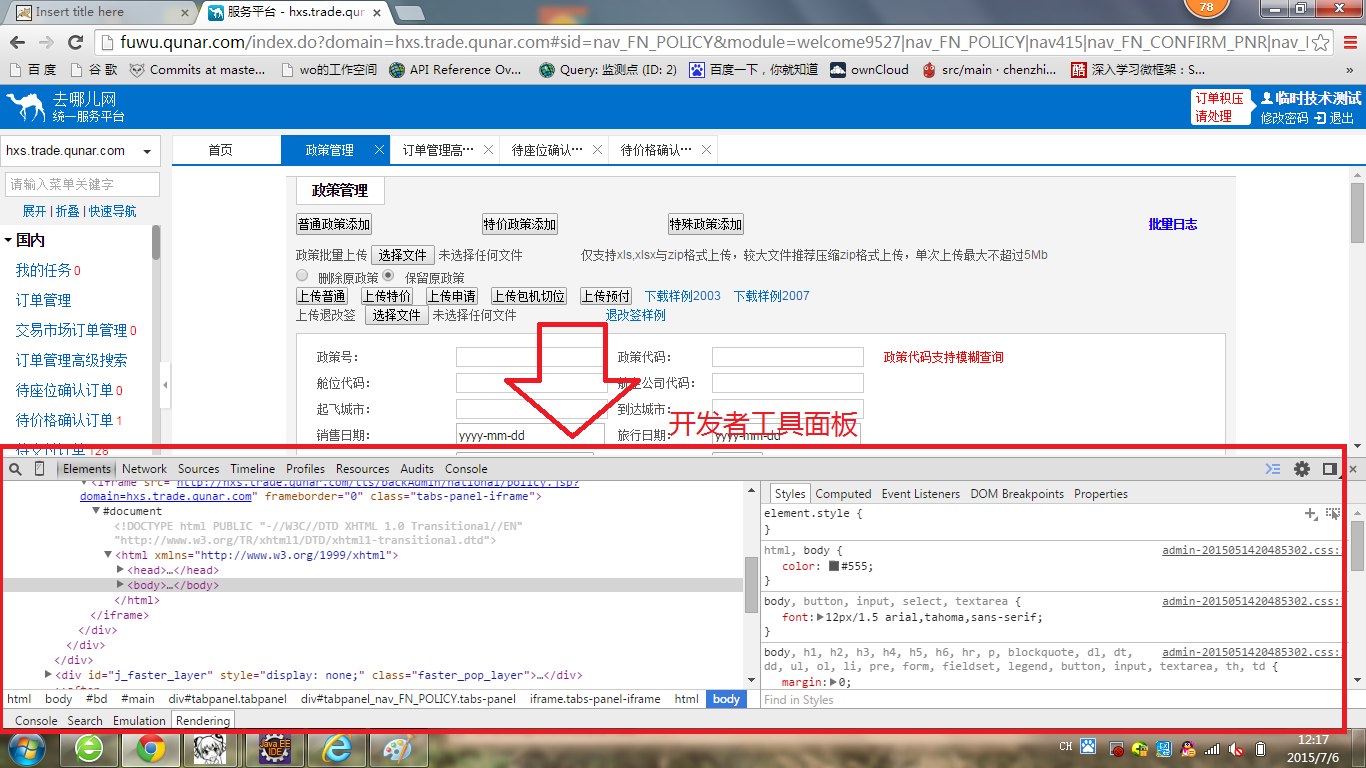 Insert title here
服务平台 - hxs.trade.qunar
78
fuwu.qunar.com/index.do?domain=hxs.trade.qunar.com#sid=nav_FN_POLICY&module=welcome9527|nav_FN_POLICY|nav415|nav_FN_CONFIRM_PNR|nav_
百 度 谷 歌 Commits at maste... wo的工作空间 API Reference Ov... Query: 监测点 (ID: 2) 百度一下，你就知道 ownCloud src/main · chenzhi... 深入学习微框架：S... »
去哪儿网
统一服务平台
订单积压
请处理
临时技术测试
修改密码 退出
hxs.trade.qunar.com
首页 政策管理 订单管理高··· 待座位确认··· 待价格确认···
请输入菜单关键字
展开 | 折叠 | 快速导航
国内
我的任务 0
订单管理
交易市场订单管理 0
订单管理高级搜索
待座位确认订单 0
待价格确认订单 1
待支付订单 128
政策管理
普通政策添加 特价政策添加 特殊政策添加 批量日志
政策批量上传 选择文件 未选择任何文件 仅支持xls,xlsx与zip格式上传，较大文件推荐压缩zip格式上传，单次上传最大不超过5Mb
删除原政策 保留原政策
上传普通 上传特价 上传申请 上传包机切位 上传预付 下载样例2003 下载样例2007
上传退改签 选择文件 未选择任何文件 退改签样例
政策号： 政策代码： 政策代码支持模糊查询
舱位代码： 航空公司代码：
起飞城市： 到达城市：
销售日期： yyyy-mm-dd 旅行日期： yyyy-mm-dd
开发者工具面板
Elements Network Sources Timeline Profiles Resources Audits Console
<iframe src="http://hxs.trade.qunar.com/tts/backAdmin/national/policy.jsp?
domain=hxs.trade.qunar.com" frameborder="0" class="tabs-panel-iframe">
#document
<!DOCTYPE html PUBLIC "-//W3C//DTD XHTML 1.0 Transitional//EN"
"http://www.w3.org/TR/xhtml1/DTD/xhtml1-transitional.dtd">
<html xmlns="http://www.w3.org/1999/xhtml">
<head>…</head>
<body>…</body>
</html>
</iframe>
</div>
</div>
</div>
<div id="j_faster_layer" style="display: none;" class="faster_pop_layer">…</div>
html body #bd #main div#tabpanel.tabpanel div#tabpanel_nav_FN_POLICY.tabs-panel iframe.tabs-panel-iframe html body
Styles Computed Event Listeners DOM Breakpoints Properties
element.style {
}
html, body { admin-2015051420485302.css:
color: #555;
}
body, button, input, select, textarea { admin-2015051420485302.css:
font: 12px/1.5 arial,tahoma,sans-serif;
}
body, h1, h2, h3, h4, h5, h6, hr, p, blockquote, dl, dt, admin-2015051420485302.css:
dd, ul, ol, li, pre, form, fieldset, legend, button, input, textarea, th, td {
margin: 0;
Find in Styles
Console Search Emulation Rendering
Java EE
IDE
CH
12:17
2015/7/6